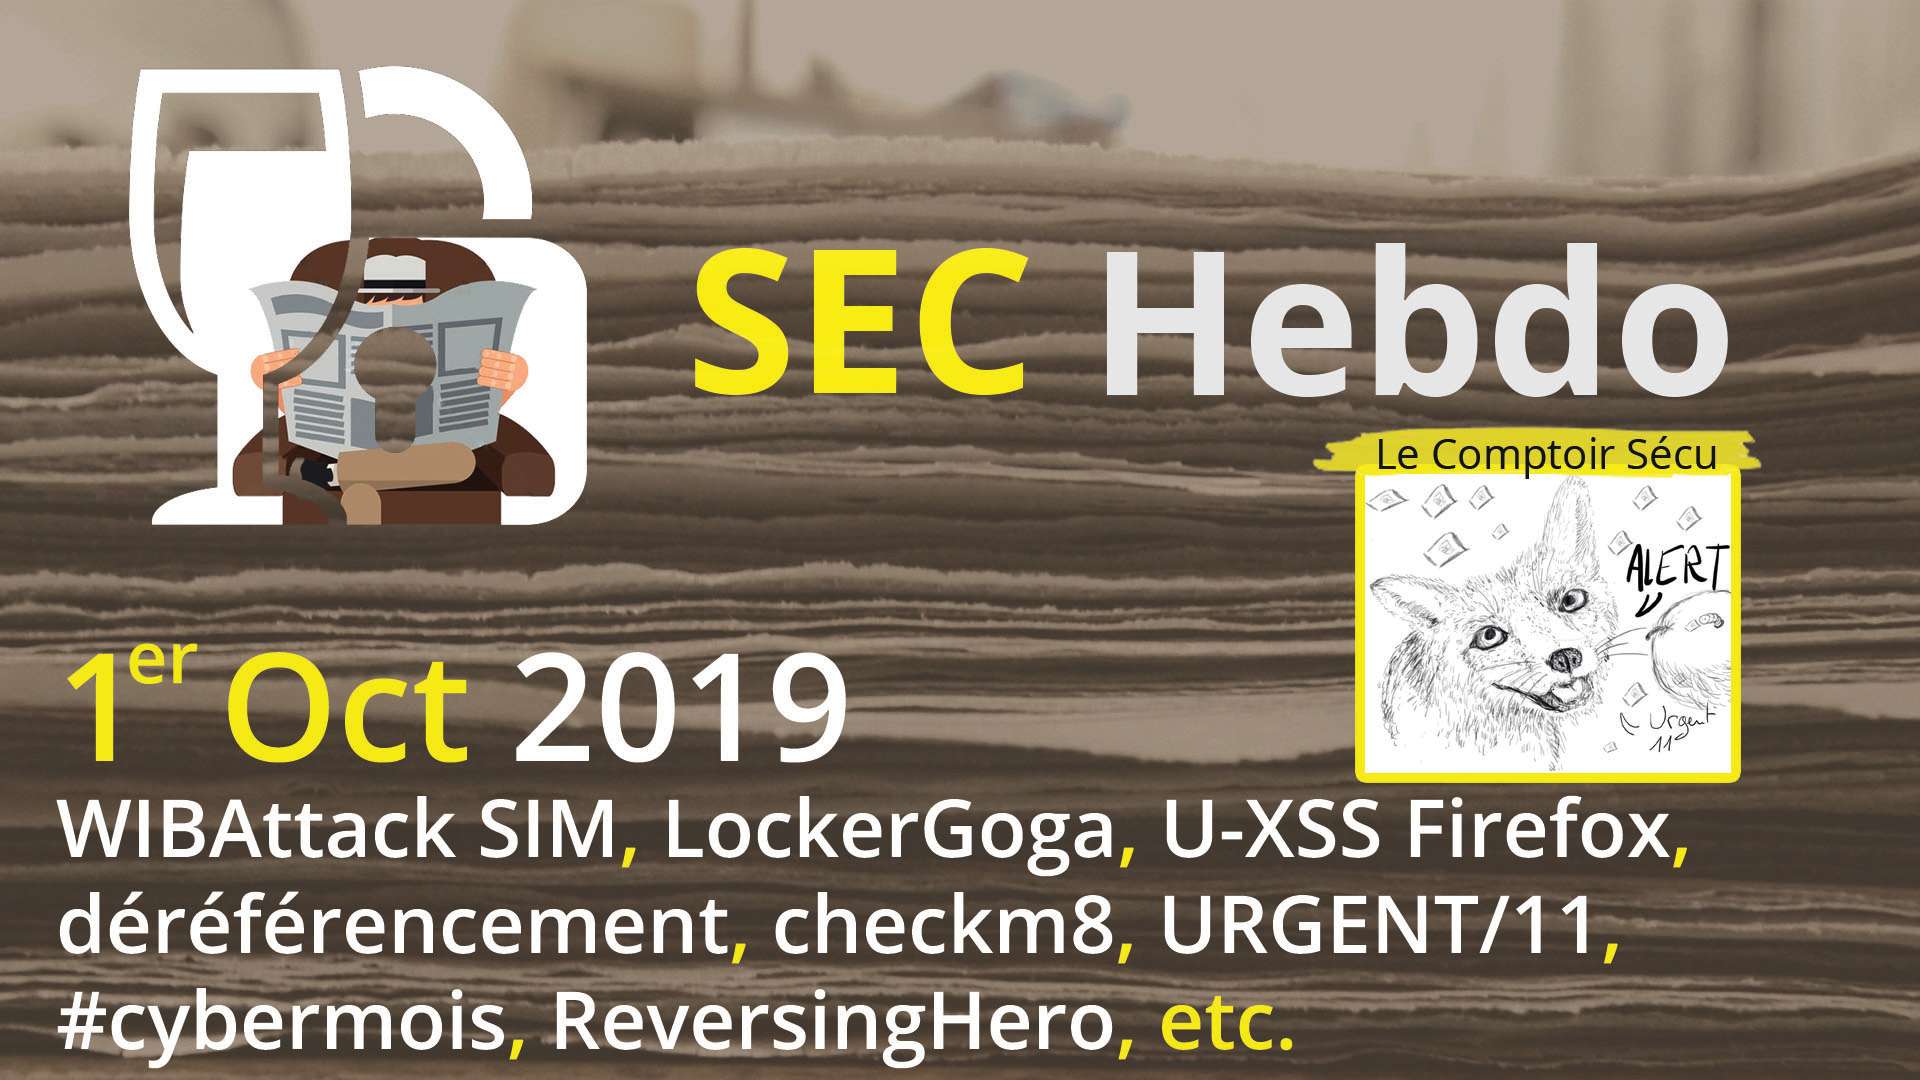 SEC Hebdo
Le Comptoir Sécu
ALERT
Urgent
11
1er Oct 2019
WIBAttack SIM, LockerGoga, U-XSS Firefox,
déréférencement, checkm8, URGENT/11,
#cybermois, ReversingHero, etc.